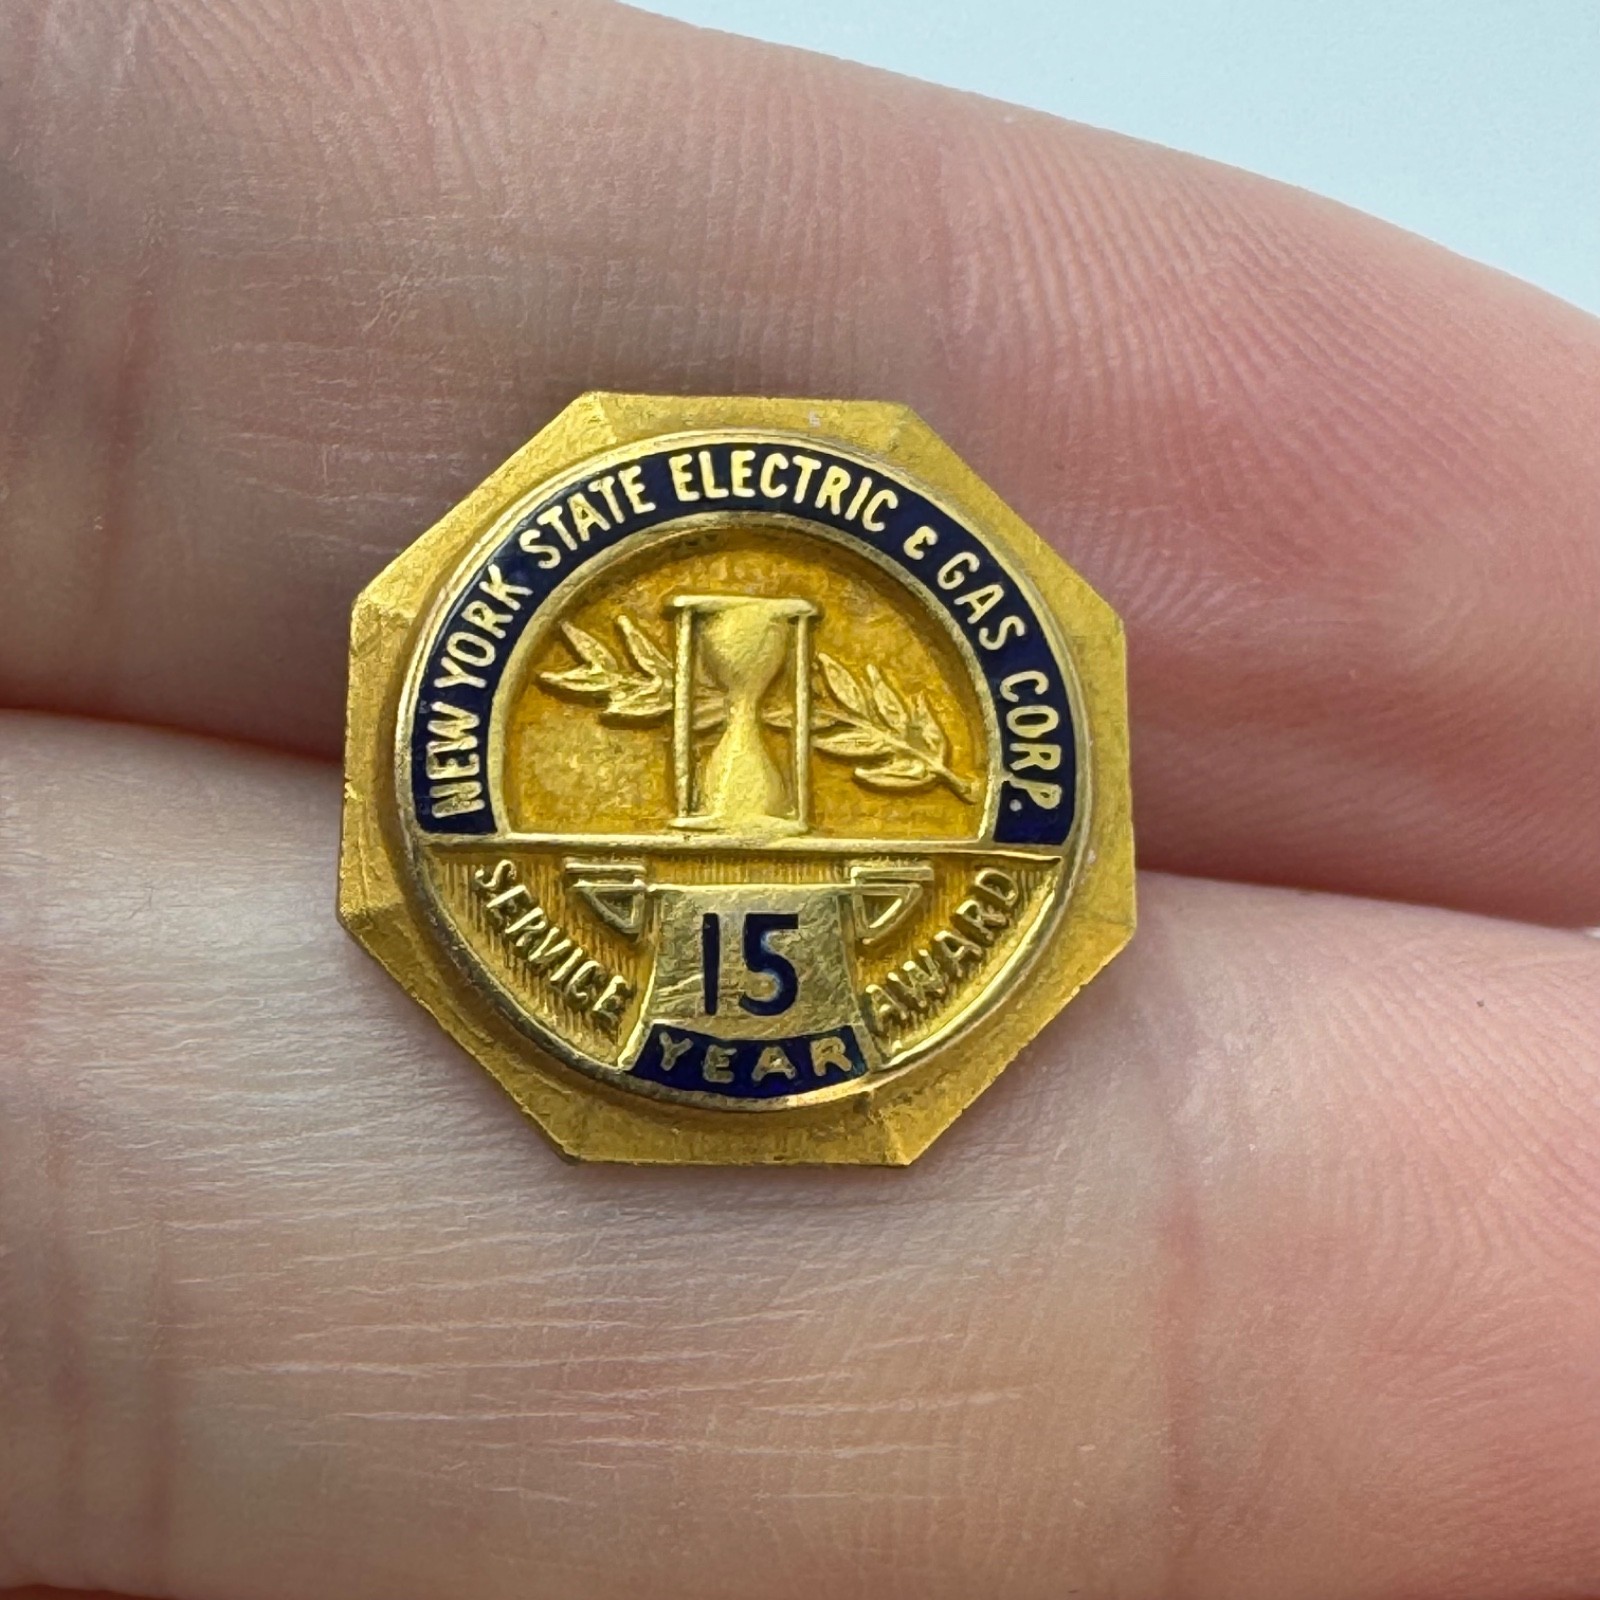 NEW YORK STATE ELECTRIC & GAS CORP.
SERVICE AWARD
15
YEAR